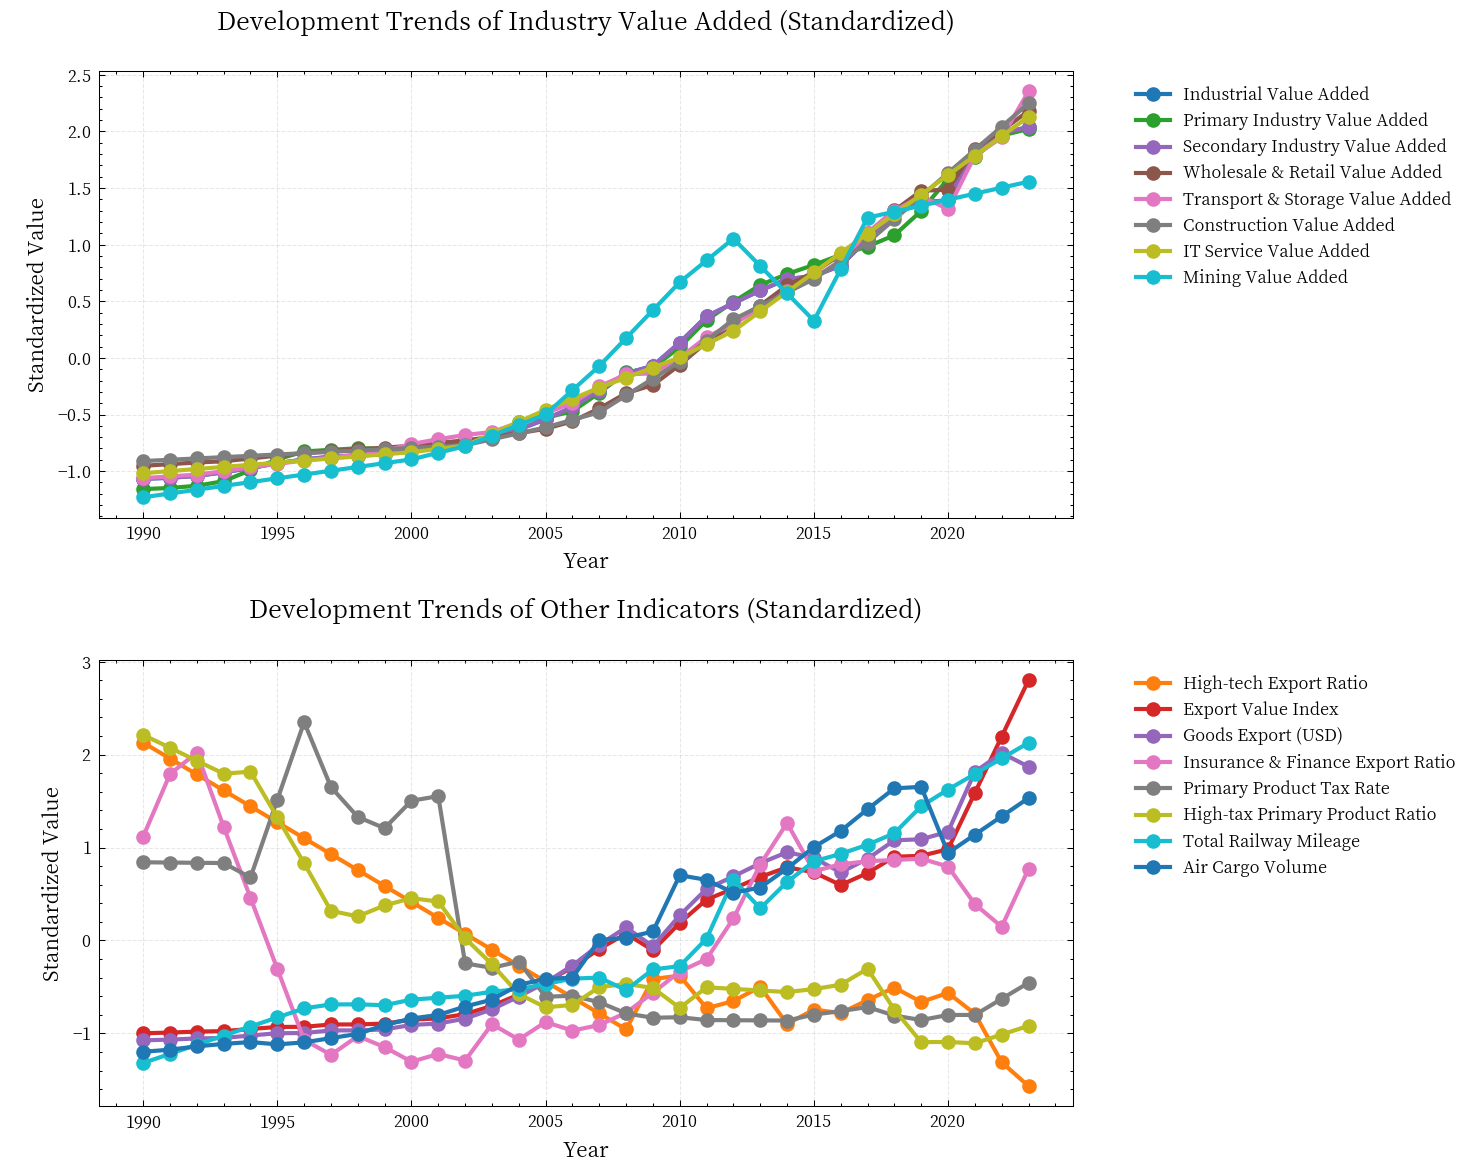 Development Trends of Industry Value Added (Standardized)
Standardized Value
2.5
2.0
1.5
1.0
0.5
0.0
−0.5
−1.0
1990 1995 2000 2005 2010 2015 2020
Year
Industrial Value Added
Primary Industry Value Added
Secondary Industry Value Added
Wholesale & Retail Value Added
Transport & Storage Value Added
Construction Value Added
IT Service Value Added
Mining Value Added
Development Trends of Other Indicators (Standardized)
Standardized Value
3
2
1
0
−1
1990 1995 2000 2005 2010 2015 2020
Year
High-tech Export Ratio
Export Value Index
Goods Export (USD)
Insurance & Finance Export Ratio
Primary Product Tax Rate
High-tax Primary Product Ratio
Total Railway Mileage
Air Cargo Volume